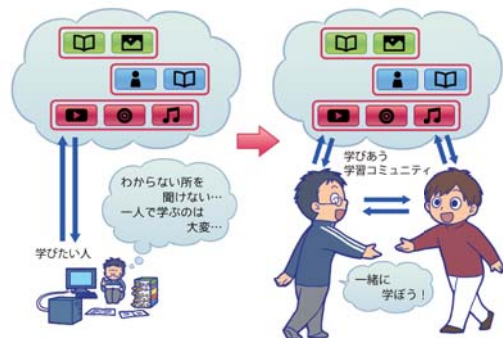 わからない所を
聞けない…
一人で学ぶのは
大変…
学びたい人
学びあう
学習コミュニティ
一緒に
学ぼう！